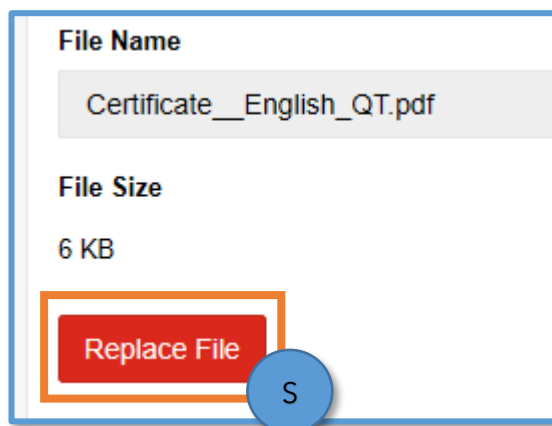 File Name
Certificate__English_QT.pdf
File Size
6 KB
Replace File
S